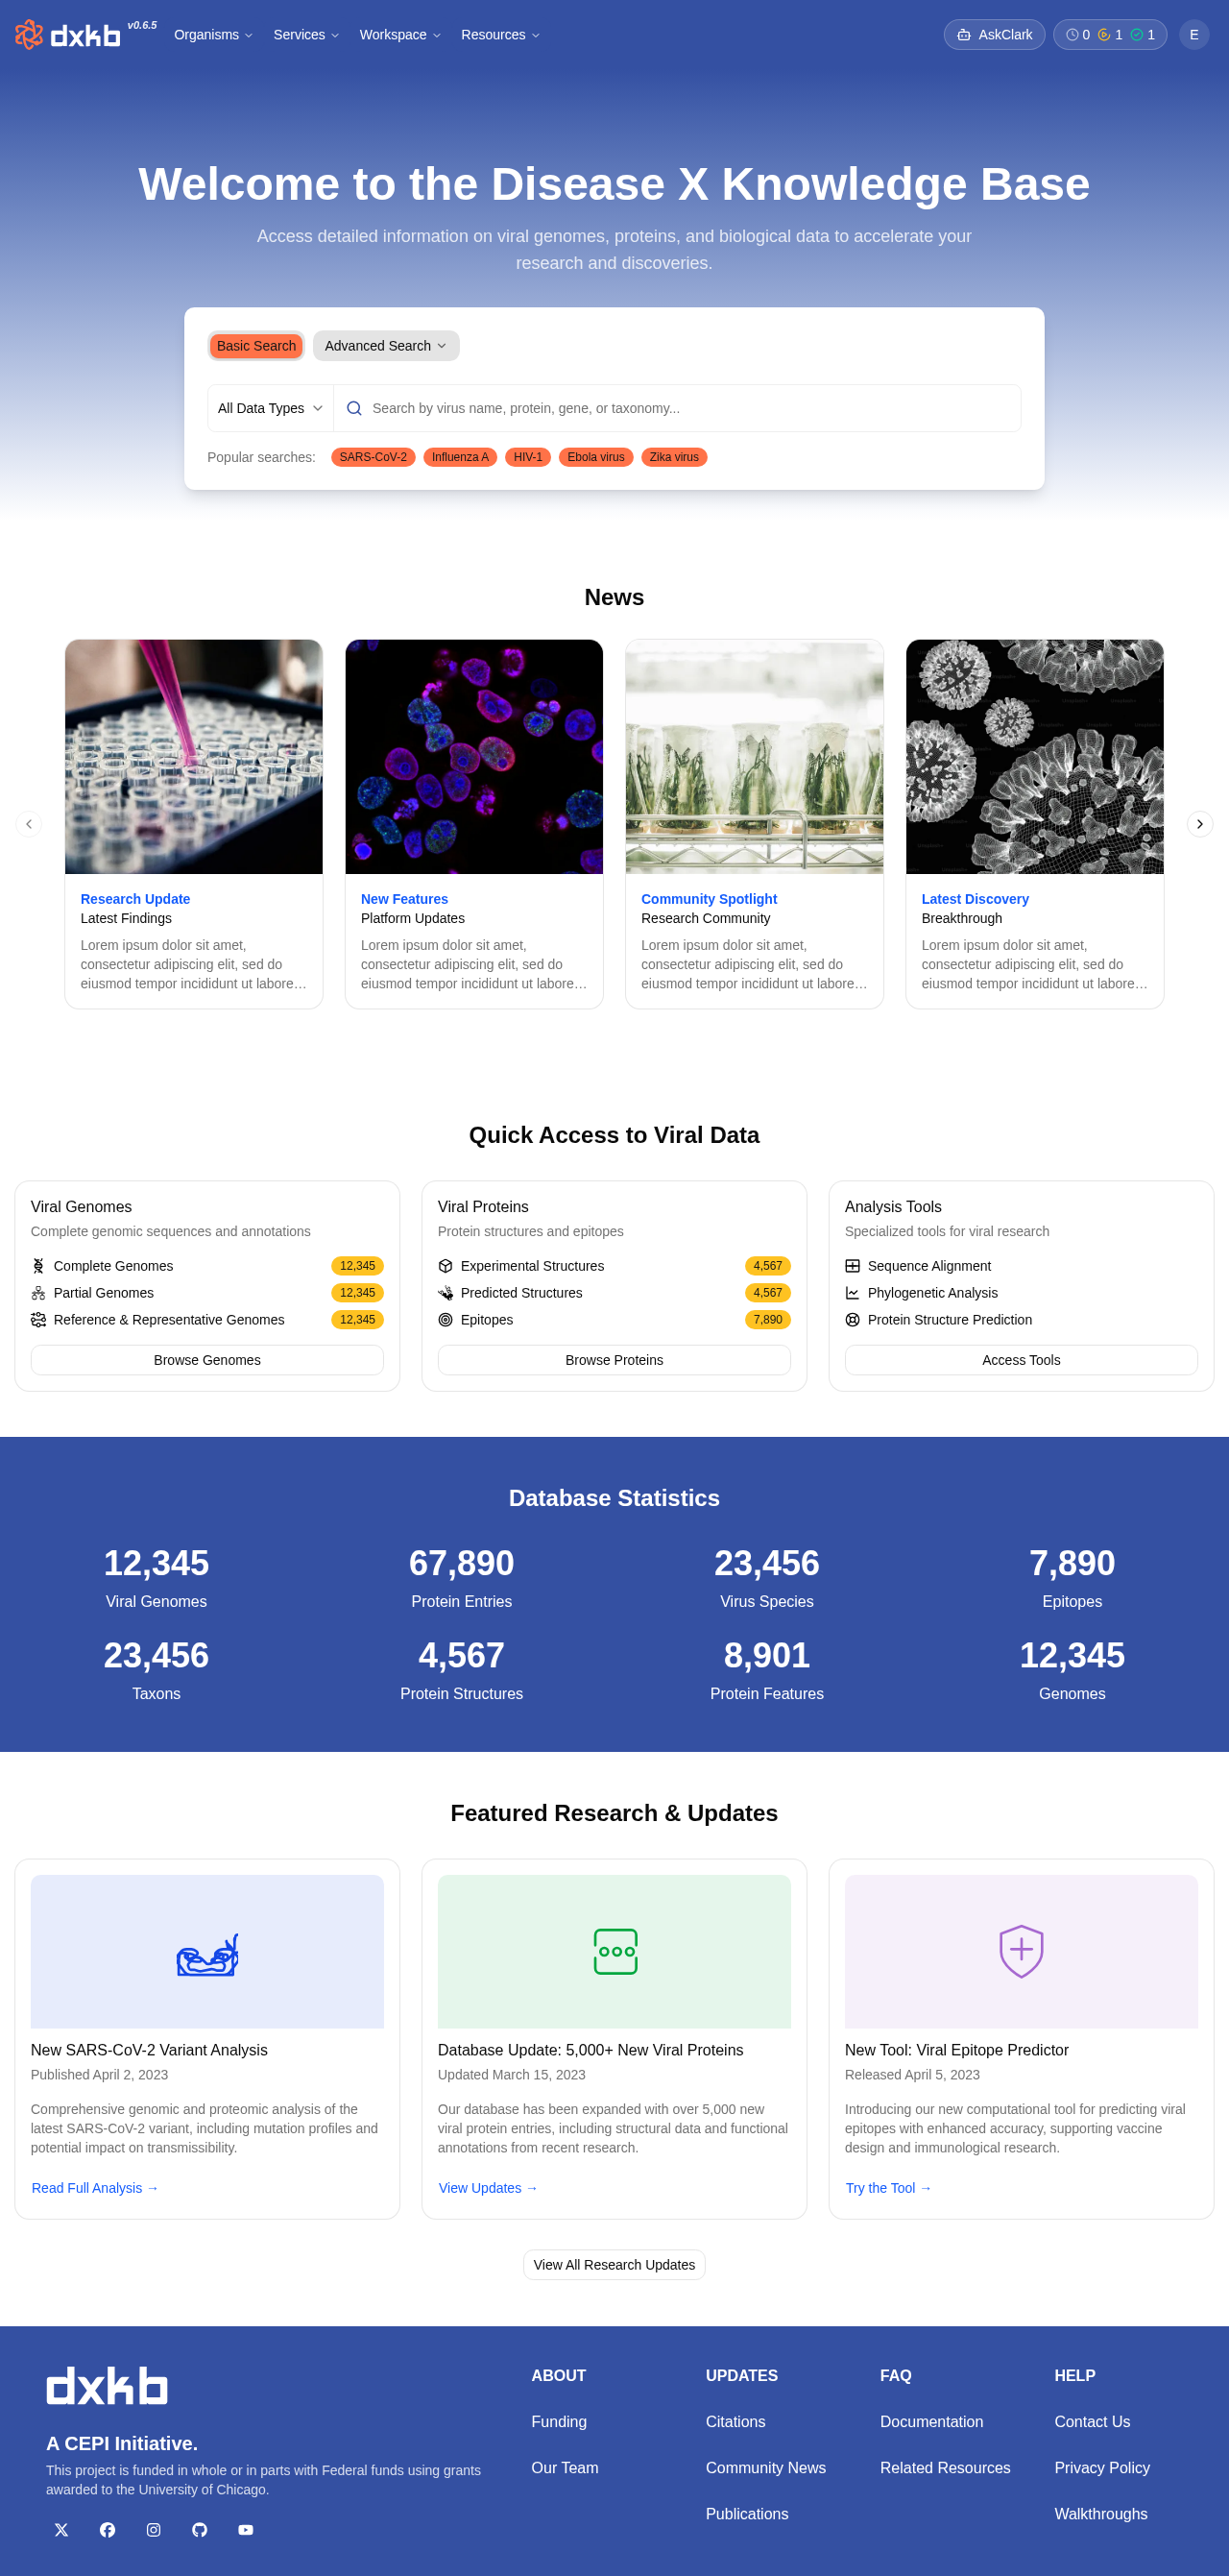 dxkb v0.6.5 Organisms Services Workspace Resources AskClark 0 1 1 E
Welcome to the Disease X Knowledge Base
Access detailed information on viral genomes, proteins, and biological data to accelerate your
research and discoveries.
Basic Search Advanced Search
All Data Types Search by virus name, protein, gene, or taxonomy...
Popular searches: SARS-CoV-2 Influenza A HIV-1 Ebola virus Zika virus
News
Research Update
Latest Findings
Lorem ipsum dolor sit amet,
consectetur adipiscing elit, sed do
eiusmod tempor incididunt ut labore…
New Features
Platform Updates
Lorem ipsum dolor sit amet,
consectetur adipiscing elit, sed do
eiusmod tempor incididunt ut labore…
Community Spotlight
Research Community
Lorem ipsum dolor sit amet,
consectetur adipiscing elit, sed do
eiusmod tempor incididunt ut labore…
Latest Discovery
Breakthrough
Lorem ipsum dolor sit amet,
consectetur adipiscing elit, sed do
eiusmod tempor incididunt ut labore…
Quick Access to Viral Data
Viral Genomes
Complete genomic sequences and annotations
Complete Genomes 12,345
Partial Genomes 12,345
Reference & Representative Genomes 12,345
Browse Genomes
Viral Proteins
Protein structures and epitopes
Experimental Structures 4,567
Predicted Structures 4,567
Epitopes 7,890
Browse Proteins
Analysis Tools
Specialized tools for viral research
Sequence Alignment
Phylogenetic Analysis
Protein Structure Prediction
Access Tools
Database Statistics
12,345 67,890 23,456 7,890
Viral Genomes Protein Entries Virus Species Epitopes
23,456 4,567 8,901 12,345
Taxons Protein Structures Protein Features Genomes
Featured Research & Updates
New SARS-CoV-2 Variant Analysis
Published April 2, 2023
Comprehensive genomic and proteomic analysis of the
latest SARS-CoV-2 variant, including mutation profiles and
potential impact on transmissibility.
Read Full Analysis →
Database Update: 5,000+ New Viral Proteins
Updated March 15, 2023
Our database has been expanded with over 5,000 new
viral protein entries, including structural data and functional
annotations from recent research.
View Updates →
New Tool: Viral Epitope Predictor
Released April 5, 2023
Introducing our new computational tool for predicting viral
epitopes with enhanced accuracy, supporting vaccine
design and immunological research.
Try the Tool →
View All Research Updates
dxkb
A CEPI Initiative.
This project is funded in whole or in parts with Federal funds using grants
awarded to the University of Chicago.
ABOUT
Funding
Our Team
UPDATES
Citations
Community News
Publications
FAQ
Documentation
Related Resources
HELP
Contact Us
Privacy Policy
Walkthroughs